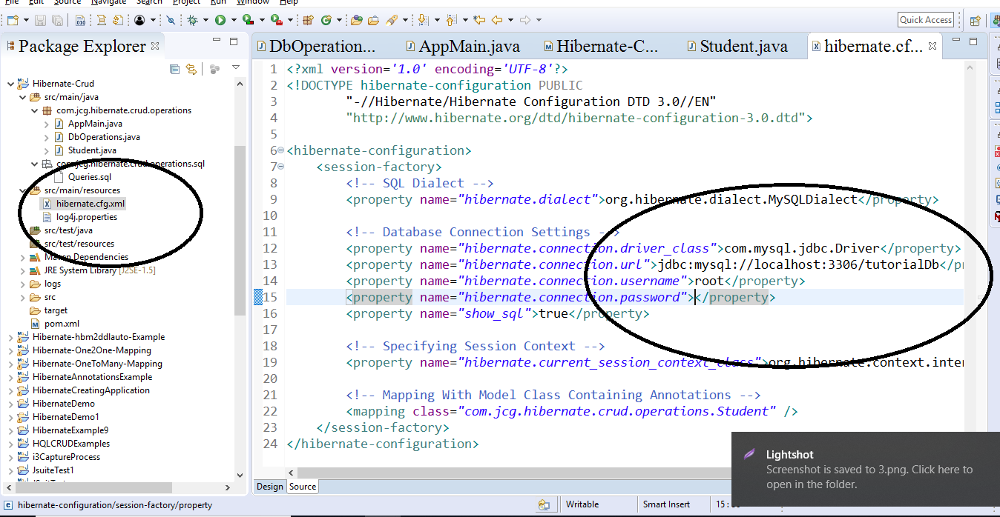 File Edit Source Navigate Search Project Run Window Help
Quick Access
Package Explorer
DbOperation...
AppMain.java
Hibernate-C...
Student.java
hibernate.cf...
Hibernate-Crud
src/main/java
com.jcg.hibernate.crud.operations
AppMain.java
DbOperations.java
Student.java
com.jcg.hibernate.crud.operations.sql
Queries.sql
src/main/resources
hibernate.cfg.xml
log4j.properties
src/test/java
src/test/resources
Maven Dependencies
JRE System Library [J2SE-1.5]
logs
src
target
pom.xml
Hibernate-hbm2ddlauto-Example
Hibernate-One2One-Mapping
Hibernate-OneToMany-Mapping
HibernateAnnotationsExample
HibernateCreatingApplication
HibernateDemo
HibernateDemo1
HibernateExample9
HQLCRUDExamples
i3CaptureProcess
JsuiteTest1
1 <?xml version='1.0' encoding='UTF-8'?>
2 <!DOCTYPE hibernate-configuration PUBLIC
3 "-//Hibernate/Hibernate Configuration DTD 3.0//EN"
4 "http://www.hibernate.org/dtd/hibernate-configuration-3.0.dtd">
5
6 <hibernate-configuration>
7 <session-factory>
8 <!-- SQL Dialect -->
9 <property name="hibernate.dialect">org.hibernate.dialect.MySQLDialect</property>
10
11 <!-- Database Connection Settings -->
12 <property name="hibernate.connection.driver_class">com.mysql.jdbc.Driver</property>
13 <property name="hibernate.connection.url">jdbc:mysql://localhost:3306/tutorialDb</pr
14 <property name="hibernate.connection.username">root</property>
15 <property name="hibernate.connection.password"></property>
16 <property name="show_sql">true</property>
17
18 <!-- Specifying Session Context -->
19 <property name="hibernate.current_session_context_class">org.hibernate.context.inter
20
21 <!-- Mapping With Model Class Containing Annotations -->
22 <mapping class="com.jcg.hibernate.crud.operations.Student" />
23 </session-factory>
24 </hibernate-configuration>
Design Source
Lightshot
Screenshot is saved to 3.png. Click here to
open in the folder.
hibernate-configuration/session-factory/property
Writable
Smart Insert
15 :